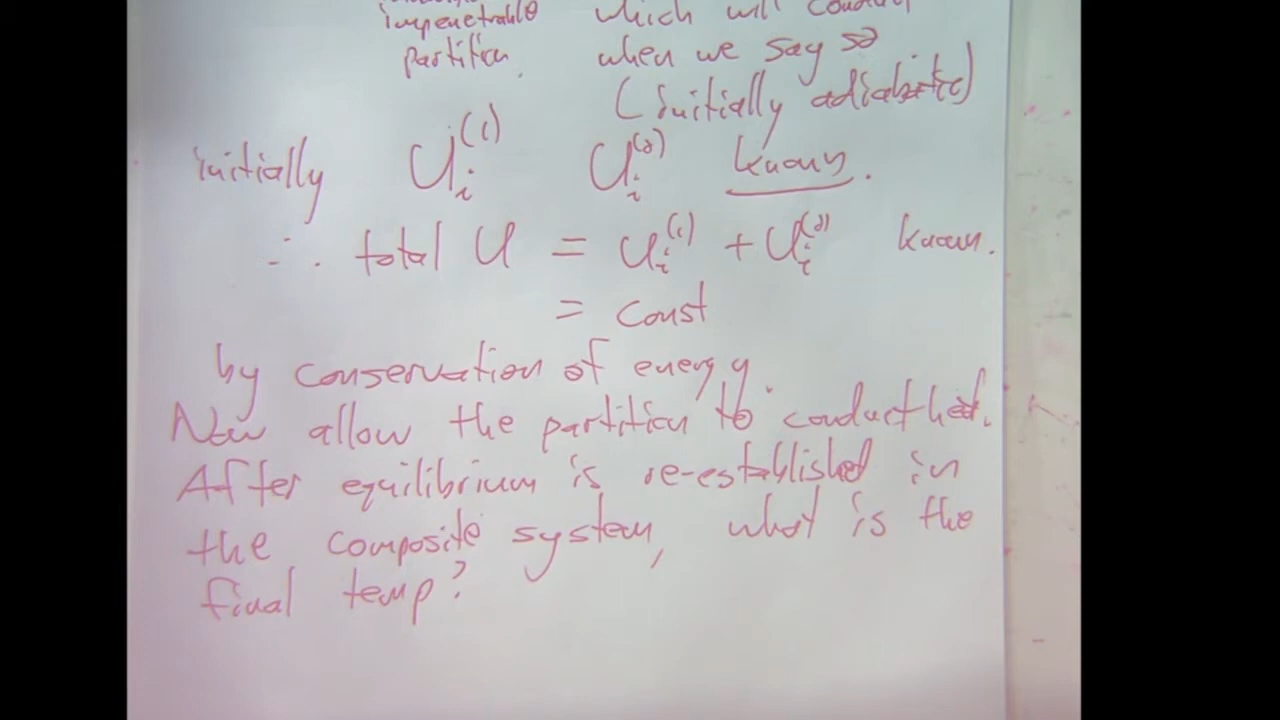 impenetrable which will conduct
partition. when we say so
(initially adiabatic)
initially U_i^(1) U_i^(2) known.
∴ total U = U_i^(1) + U_i^(2) known.
= const
by conservation of energy.
Now allow the partition to conduct heat.
After equilibrium is re-established in
the composite system, what is the
final temp?